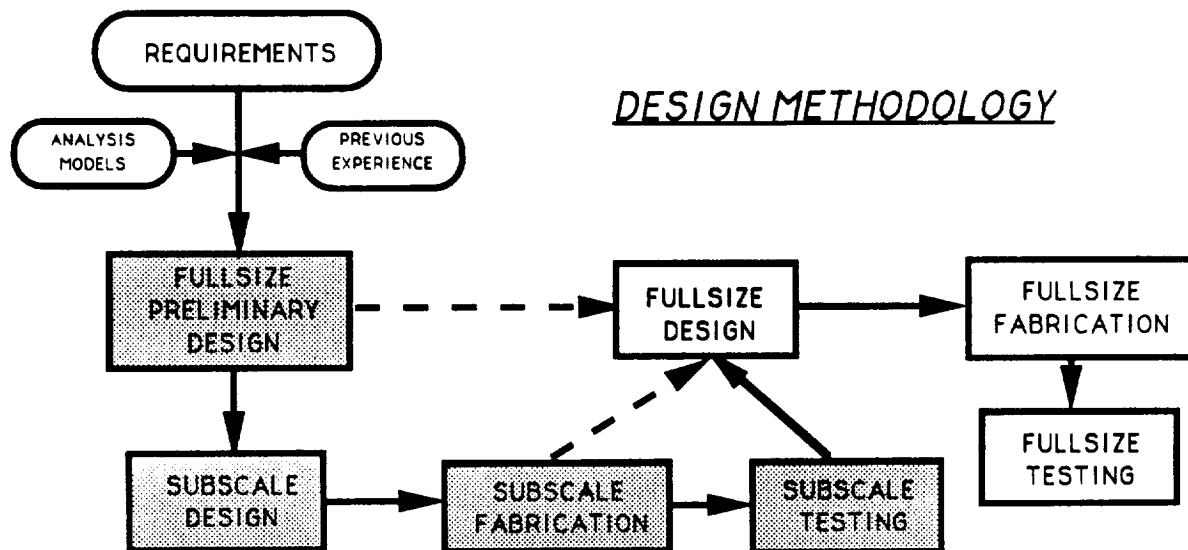 REQUIREMENTS
DESIGN METHODOLOGY
ANALYSIS
MODELS
PREVIOUS
EXPERIENCE
FULLSIZE
PRELIMINARY
DESIGN
FULLSIZE
DESIGN
FULLSIZE
FABRICATION
SUBSCALE
DESIGN
SUBSCALE
FABRICATION
SUBSCALE
TESTING
FULLSIZE
TESTING